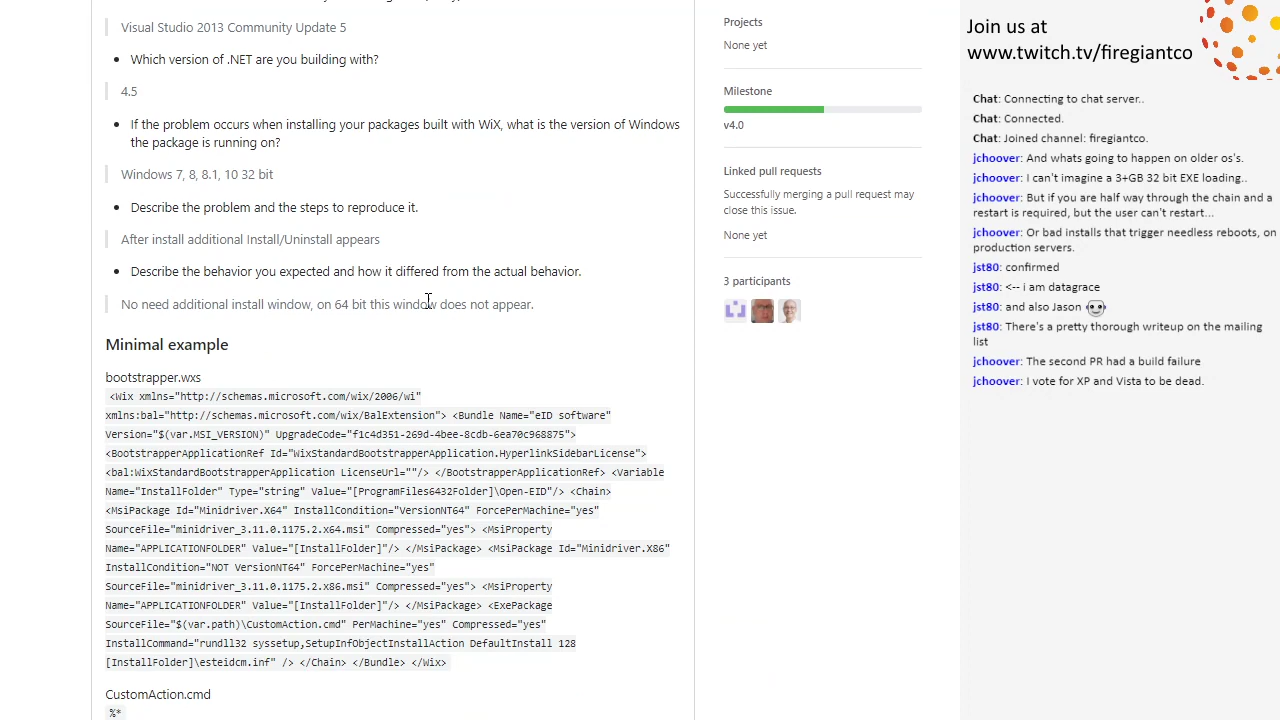 Visual Studio 2013 Community Update 5
Which version of .NET are you building with?
4.5
If the problem occurs when installing your packages built with WiX, what is the version of Windows
the package is running on?
Windows 7, 8, 8.1, 10 32 bit
Describe the problem and the steps to reproduce it.
After install additional Install/Uninstall appears
Describe the behavior you expected and how it differed from the actual behavior.
No need additional install window, on 64 bit this window does not appear.
Minimal example
bootstrapper.wxs
<Wix xmlns="http://schemas.microsoft.com/wix/2006/wi"
xmlns:bal="http://schemas.microsoft.com/wix/BalExtension"> <Bundle Name="eID software"
Version="$(var.MSI_VERSION)" UpgradeCode="f1c4d351-269d-4bee-8cdb-6ea70c968875">
<BootstrapperApplicationRef Id="WixStandardBootstrapperApplication.HyperlinkSidebarLicense">
<bal:WixStandardBootstrapperApplication LicenseUrl=""/> </BootstrapperApplicationRef> <Variable
Name="InstallFolder" Type="string" Value="[ProgramFiles6432Folder]\Open-EID"/> <Chain>
<MsiPackage Id="Minidriver.X64" InstallCondition="VersionNT64" ForcePerMachine="yes"
SourceFile="minidriver_3.11.0.1175.2.x64.msi" Compressed="yes"> <MsiProperty
Name="APPLICATIONFOLDER" Value="[InstallFolder]"/> </MsiPackage> <MsiPackage Id="Minidriver.X86"
InstallCondition="NOT VersionNT64" ForcePerMachine="yes"
SourceFile="minidriver_3.11.0.1175.2.x86.msi" Compressed="yes"> <MsiProperty
Name="APPLICATIONFOLDER" Value="[InstallFolder]"/> </MsiPackage> <ExePackage
SourceFile="$(var.path)\CustomAction.cmd" PerMachine="yes" Compressed="yes"
InstallCommand="rundll32 syssetup,SetupInfObjectInstallAction DefaultInstall 128
[InstallFolder]\esteidcm.inf" /> </Chain> </Bundle> </Wix>
CustomAction.cmd
%*
Projects
None yet
Milestone
v4.0
Linked pull requests
Successfully merging a pull request may
close this issue.
None yet
3 participants
Join us at
www.twitch.tv/firegiantco
Chat: Connecting to chat server..
Chat: Connected.
Chat: Joined channel: firegiantco.
jchoover: And whats going to happen on older os's.
jchoover: I can't imagine a 3+GB 32 bit EXE loading..
jchoover: But if you are half way through the chain and a
restart is required, but the user can't restart...
jchoover: Or bad installs that trigger needless reboots, on
production servers.
jst80: confirmed
jst80: <-- i am datagrace
jst80: and also Jason
jst80: There's a pretty thorough writeup on the mailing
list
jchoover: The second PR had a build failure
jchoover: I vote for XP and Vista to be dead.